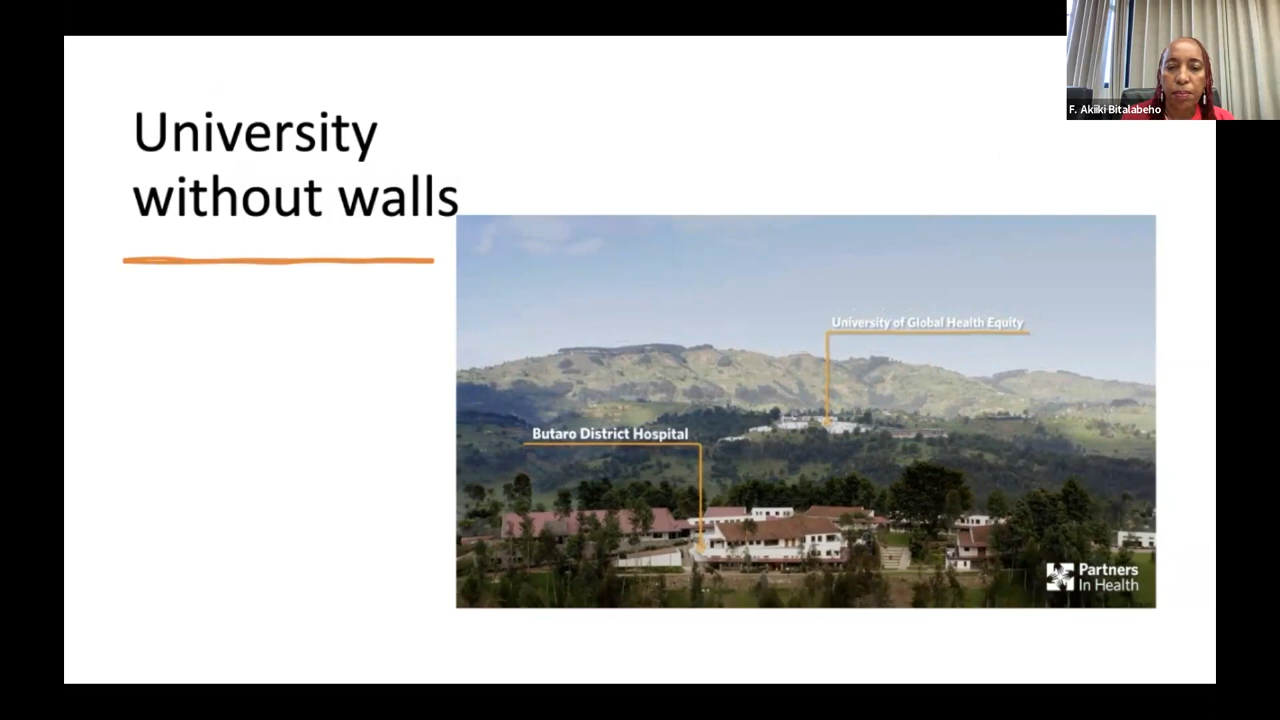 F. Akiiki Bitalabeho
University
without walls
University of Global Health Equity
Butaro District Hospital
Partners
In Health